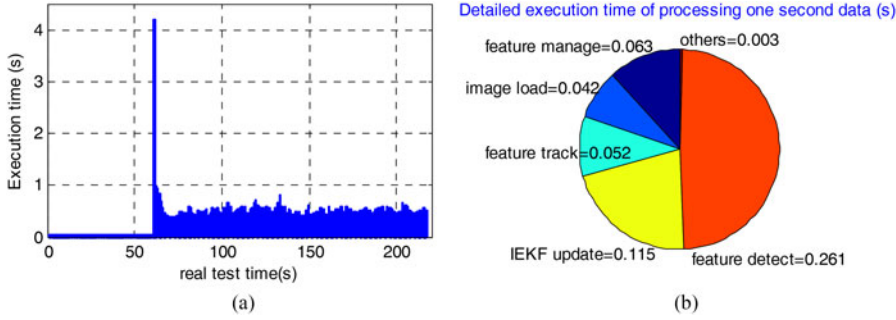 Execution time (s)
4
3
2
1
0
0
50
100
150
200
real test time(s)
(a)
Detailed execution time of processing one second data (s)
others=0.003
feature manage=0.063
image load=0.042
feature track=0.052
IEKF update=0.115
feature detect=0.261
(b)